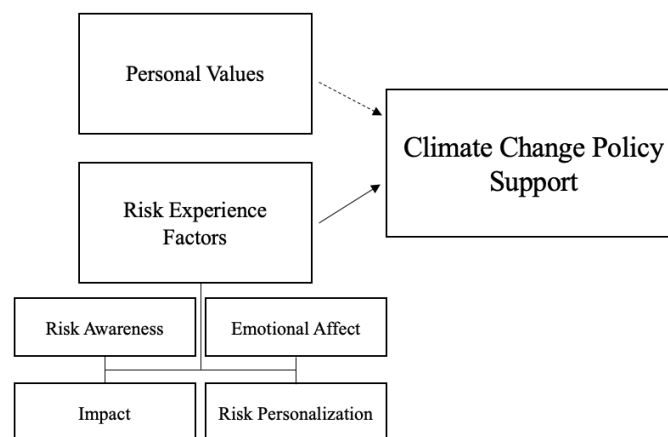 Personal Values
Climate Change Policy
Support
Risk Experience
Factors
Risk Awareness
Emotional Affect
Impact
Risk Personalization